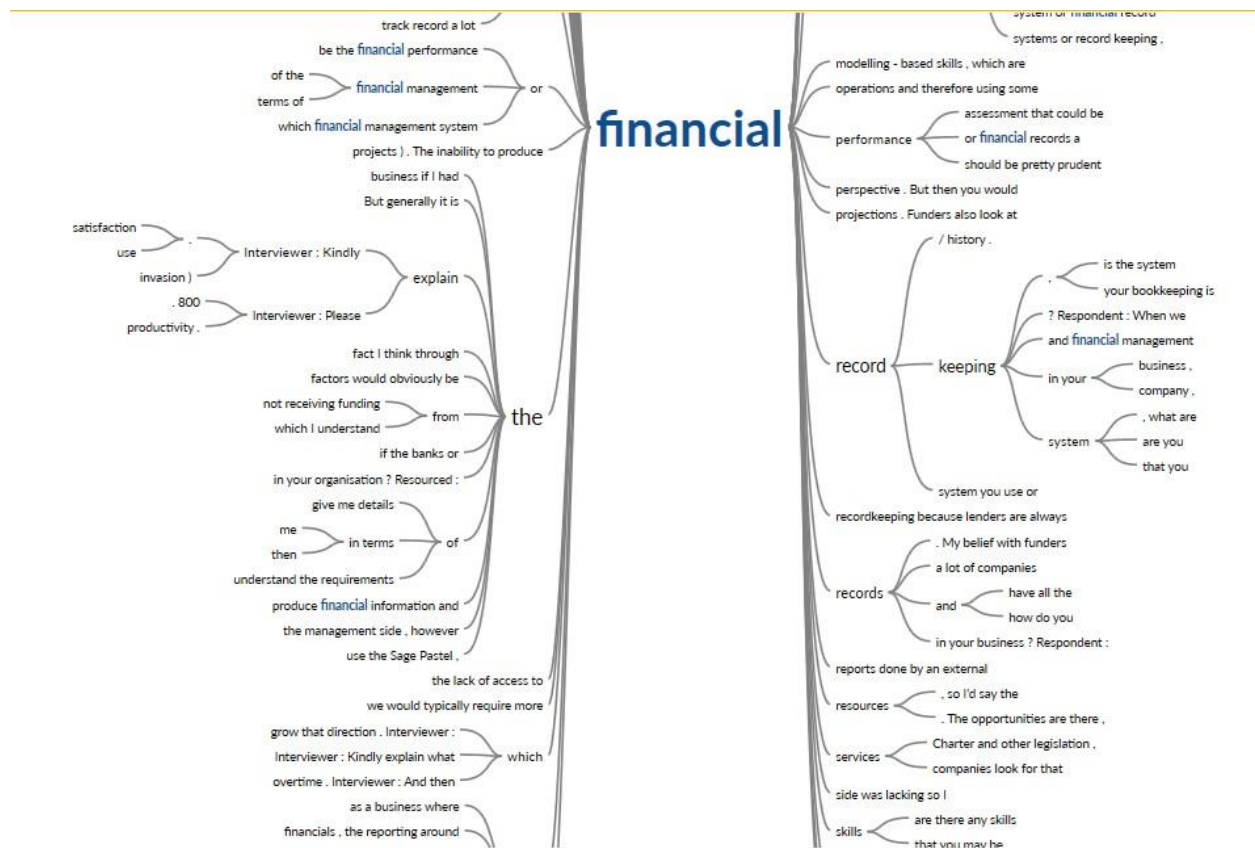 track record a lot
be the financial performance
of the
terms of
financial management
which financial management system
or
projects ) . The inability to produce
business if I had
But generally it is
satisfaction
use
.
invasion )
Interviewer : Kindly
. 800
productivity .
Interviewer : Please
explain
fact I think through
factors would obviously be
not receiving funding
which I understand
from
if the banks or
in your organisation ? Resourced :
give me details
me
then
in terms
understand the requirements
of
produce financial information and
the management side , however
use the Sage Pastel ,
the
the lack of access to
we would typically require more
grow that direction . Interviewer :
Interviewer : Kindly explain what
overtime . Interviewer : And then
which
as a business where
financials , the reporting around
financial
system or financial record
systems or record keeping ,
modelling - based skills , which are
operations and therefore using some
performance
assessment that could be
or financial records a
should be pretty prudent
perspective . But then you would
projections . Funders also look at
record
/ history .
keeping
,
is the system
your bookkeeping is
? Respondent : When we
and financial management
in your
business ,
company ,
system
, what are
are you
that you
system you use or
recordkeeping because lenders are always
records
. My belief with funders
a lot of companies
and
have all the
how do you
in your business ? Respondent :
reports done by an external
resources
, so I'd say the
. The opportunities are there ,
services
Charter and other legislation ,
companies look for that
side was lacking so I
skills
are there any skills
that you may be